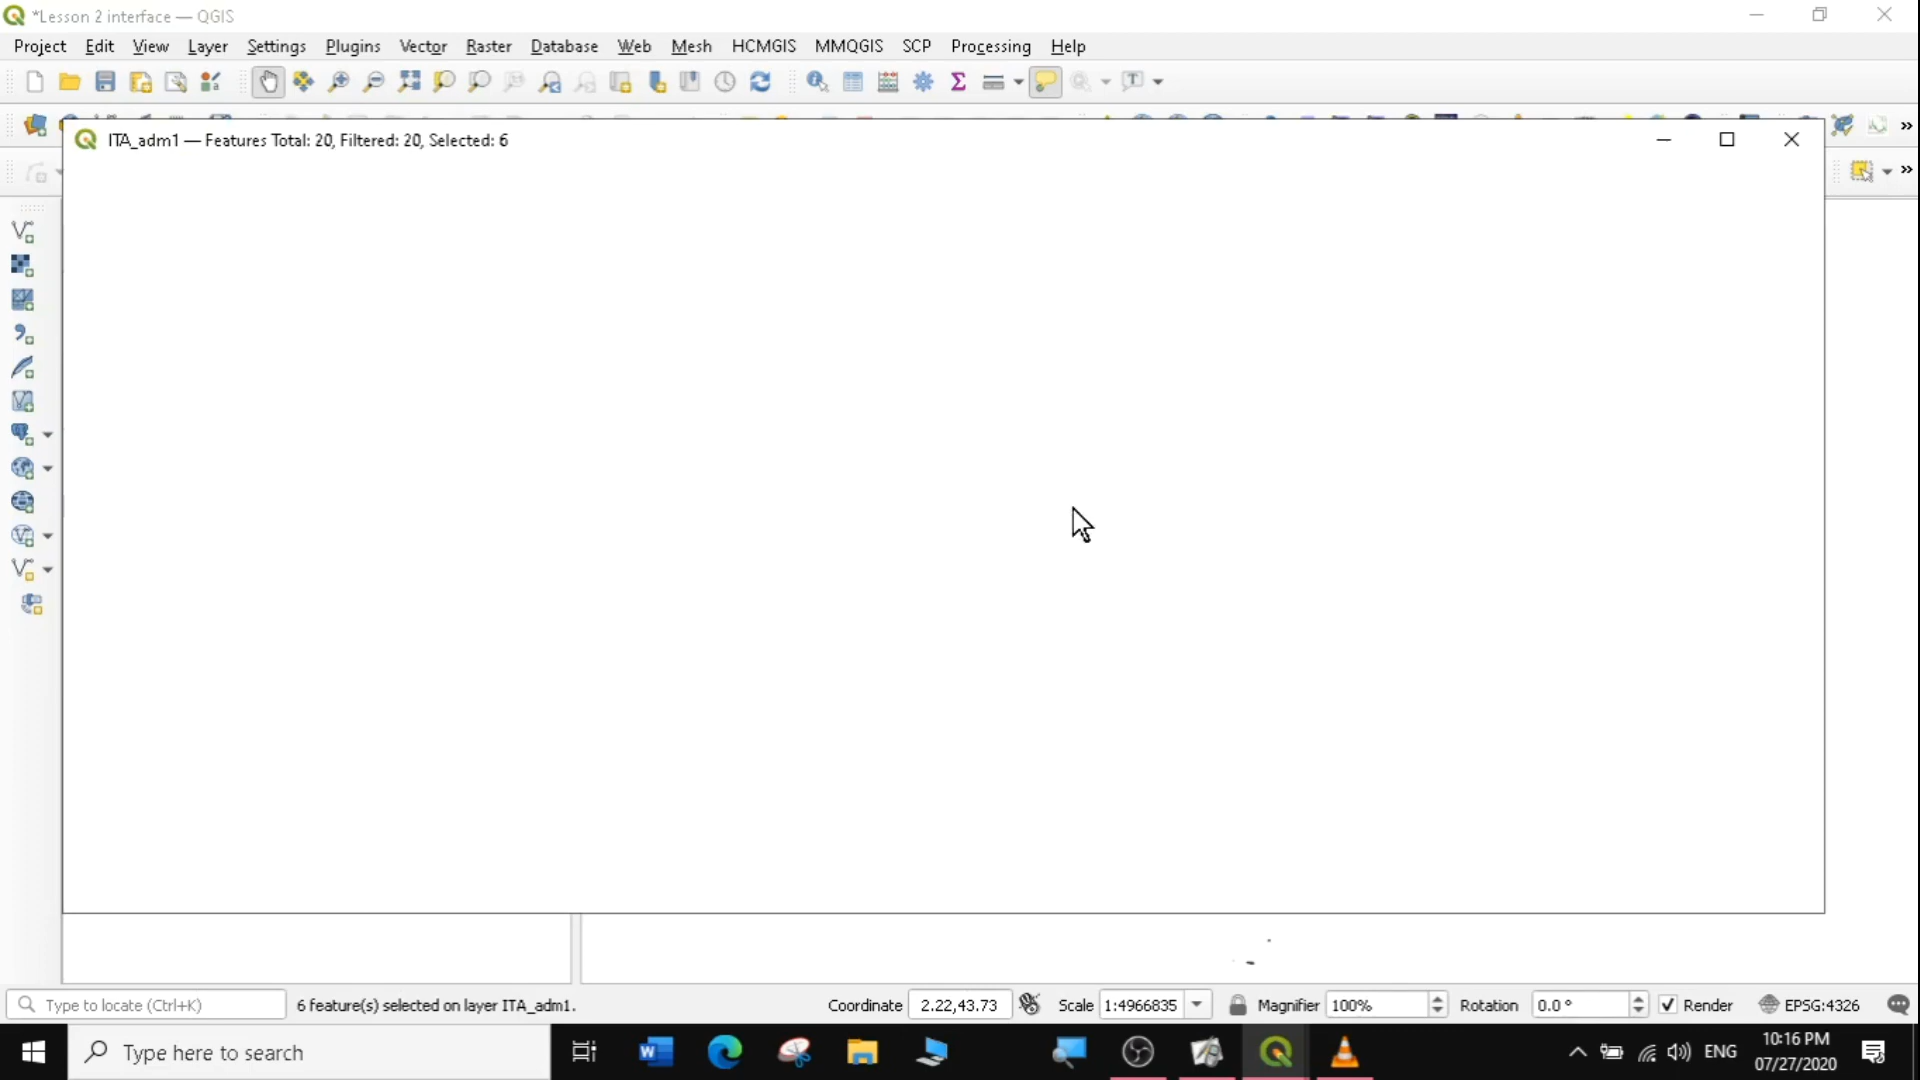 *Lesson 2 interface — QGIS
Project Edit View Layer Settings Plugins Vector Raster Database Web Mesh HCMGIS MMQGIS SCP Processing Help
ITA_adm1 — Features Total: 20, Filtered: 20, Selected: 6
Type to locate (Ctrl+K) 6 feature(s) selected on layer ITA_adm1. Coordinate 2.22,43.73 Scale 1:4966835 Magnifier 100% Rotation 0.0 ° Render EPSG:4326
Type here to search ENG 10:16 PM
07/27/2020